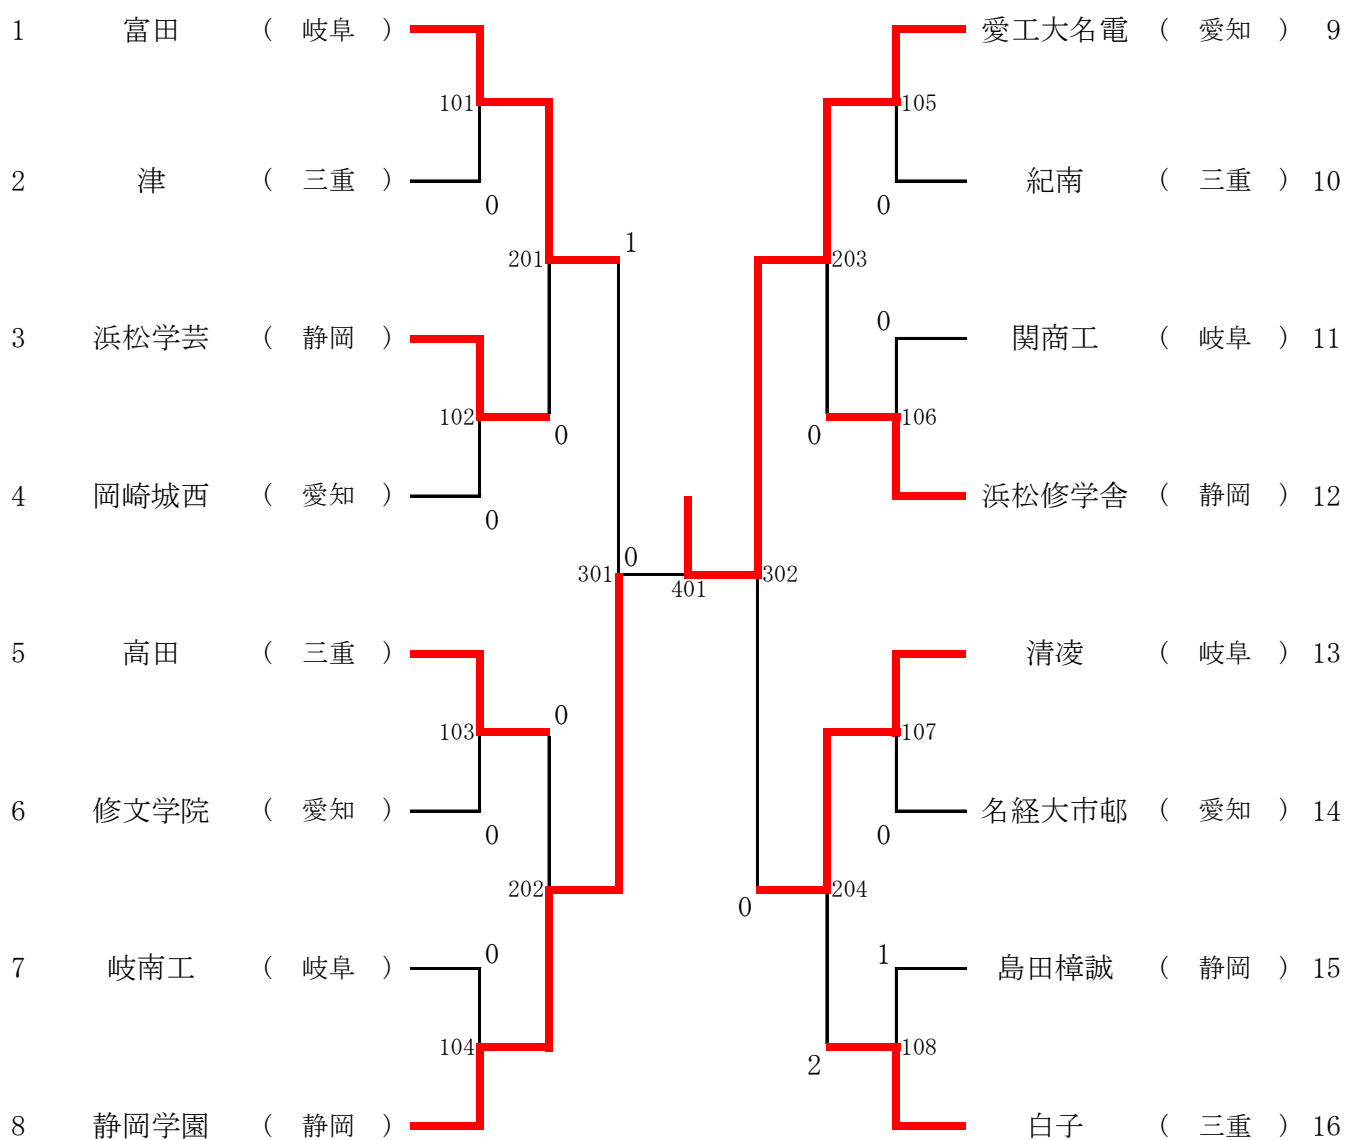 1 富田 ( 岐阜 ) 愛工大名電 ( 愛知 ) 9
101 105
2 津 ( 三重 ) 紀南 ( 三重 ) 10
0 0
1
201 203
0
3 浜松学芸 ( 静岡 ) 関商工 ( 岐阜 ) 11
102 106
0 0
4 岡崎城西 ( 愛知 ) 浜松修学舎 ( 静岡 ) 12
0
0
301 302
401
5 高田 ( 三重 ) 清凌 ( 岐阜 ) 13
0
103 107
6 修文学院 ( 愛知 ) 名経大市邨 ( 愛知 ) 14
0 0
202 204
0
0 1
7 岐南工 ( 岐阜 ) 島田樟誠 ( 静岡 ) 15
104 108
2
8 静岡学園 ( 静岡 ) 白子 ( 三重 ) 16